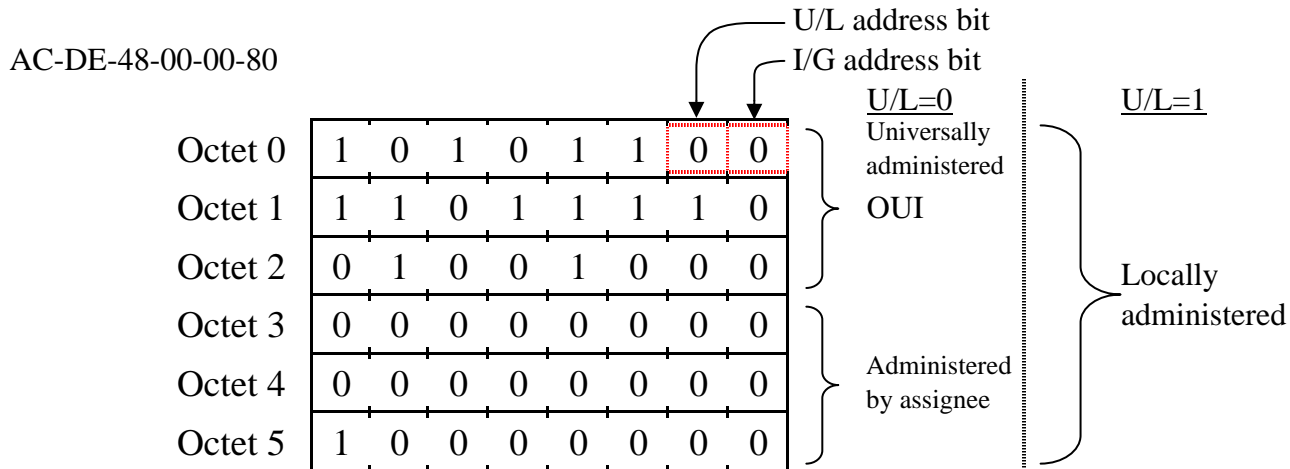 U/L address bit
AC-DE-48-00-00-80
I/G address bit
U/L=0
U/L=1
Universally
administered
Octet 0 1 0 1 0 1 1 0 0
Octet 1 1 1 0 1 1 1 1 0
OUI
Octet 2 0 1 0 0 1 0 0 0
Locally
administered
Octet 3 0 0 0 0 0 0 0 0
Octet 4 0 0 0 0 0 0 0 0
Administered
by assignee
Octet 5 1 0 0 0 0 0 0 0